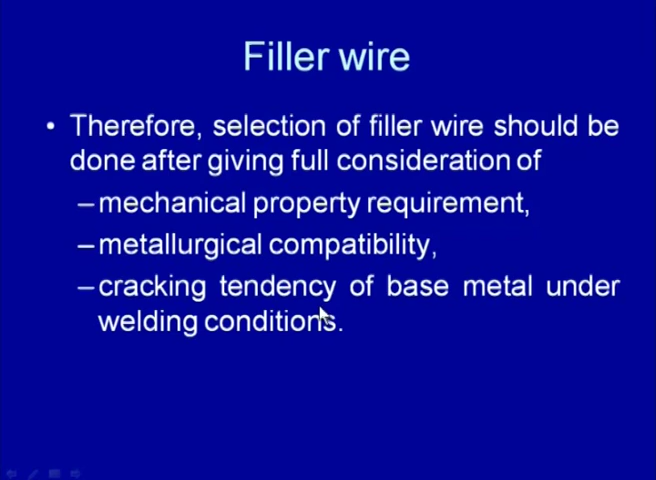 Filler wire
• Therefore, selection of filler wire should be
done after giving full consideration of
–mechanical property requirement,
–metallurgical compatibility,
–cracking tendency of base metal under
welding conditions.